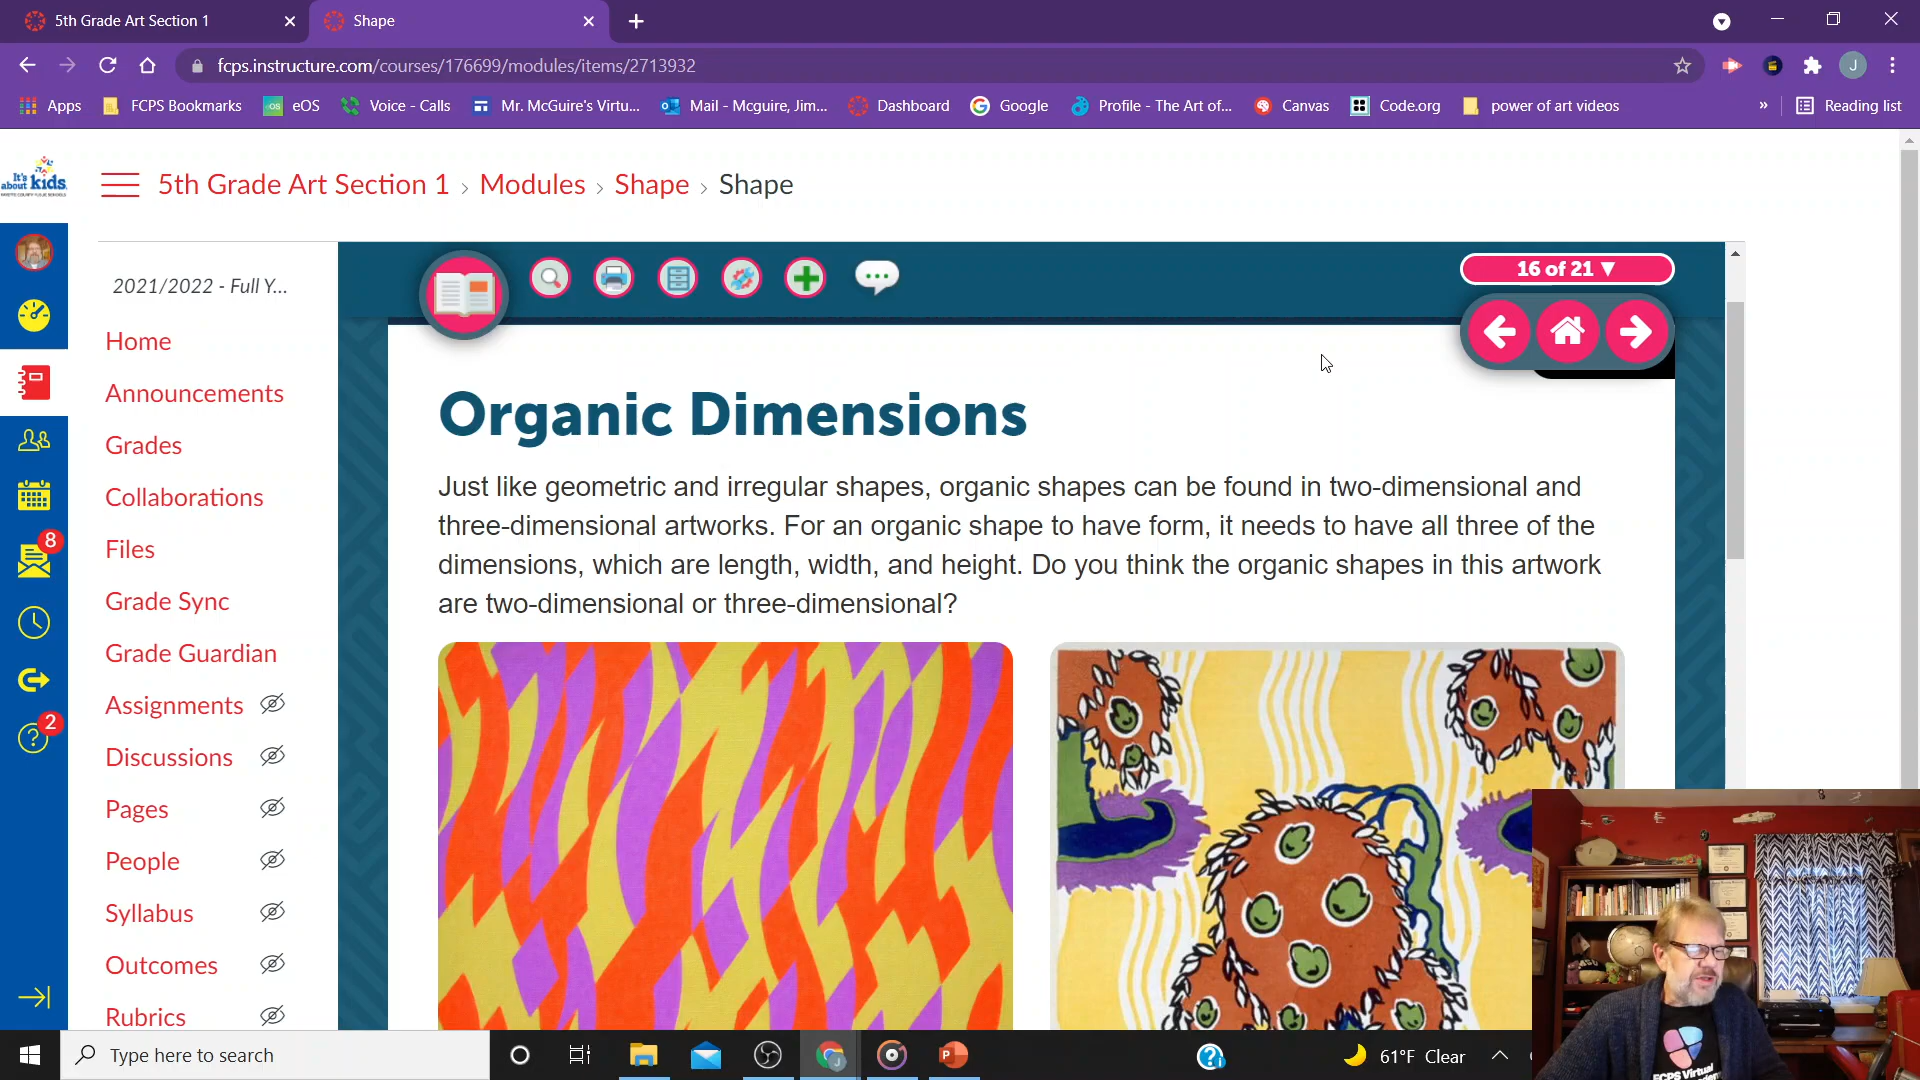 5th Grade Art Section 1
Shape
fcps.instructure.com/courses/176699/modules/items/2713932
J
Apps
FCPS Bookmarks
eOS
Voice - Calls
Mr. McGuire's Virtu...
Mail - Mcguire, Jim...
Dashboard
Google
Profile - The Art of...
Canvas
Code.org
power of art videos
»
Reading list
It's
about kids
5th Grade Art Section 1 > Modules > Shape > Shape
2021/2022 - Full Y...
16 of 21 ▼
Home
Announcements
Grades
Collaborations
Files
Grade Sync
Grade Guardian
Assignments
Discussions
Pages
People
Syllabus
Outcomes
Rubrics
8
2
Organic Dimensions
Just like geometric and irregular shapes, organic shapes can be found in two-dimensional and
three-dimensional artworks. For an organic shape to have form, it needs to have all three of the
dimensions, which are length, width, and height. Do you think the organic shapes in this artwork
are two-dimensional or three-dimensional?
FCPS Virtual
Type here to search
61°F Clear